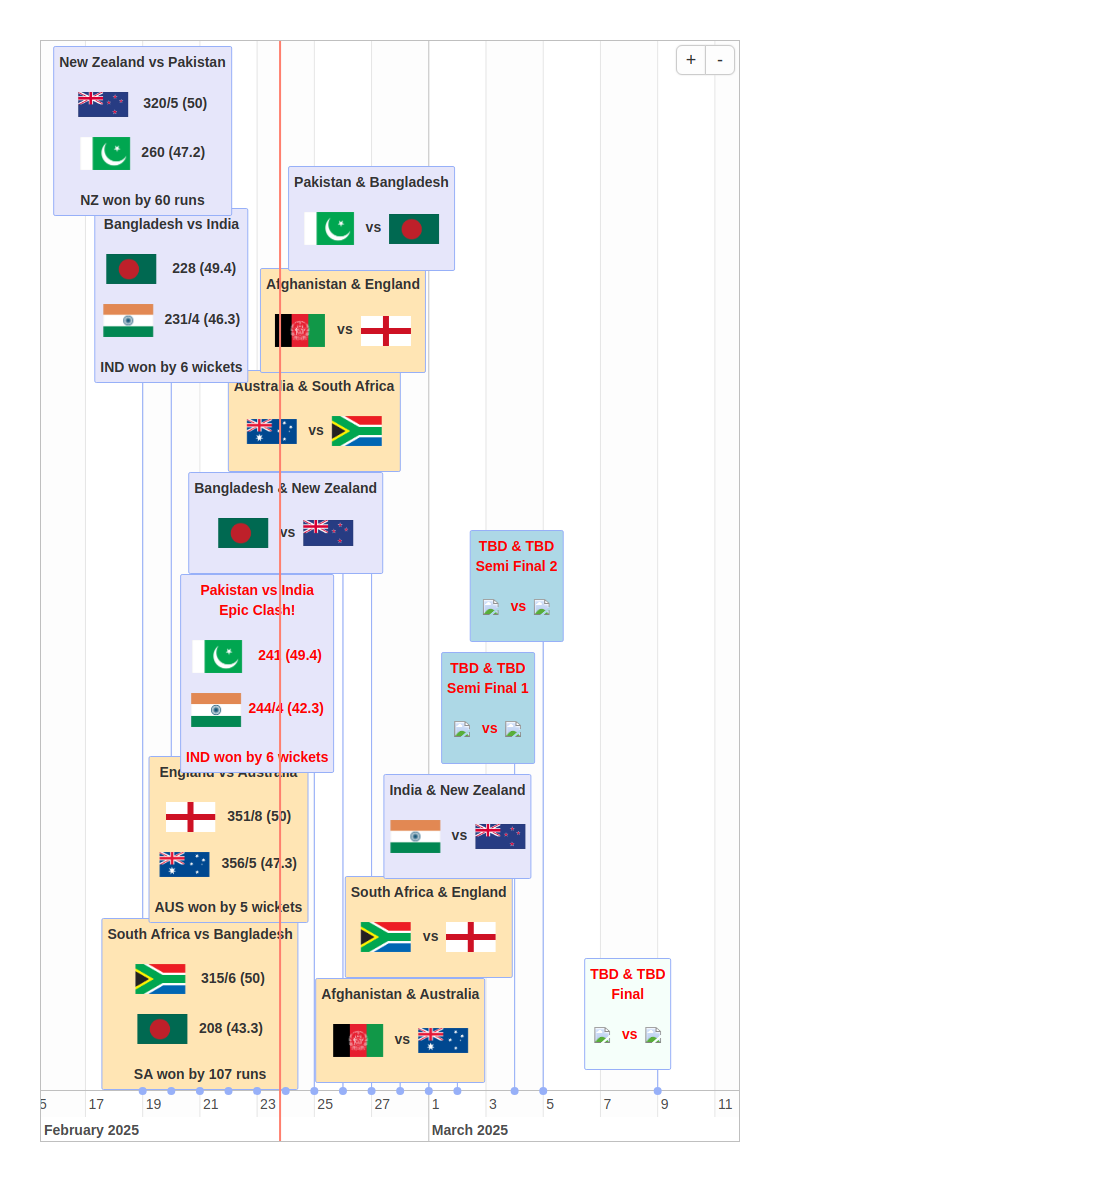 + -
New Zealand vs Pakistan
320/5 (50)
260 (47.2)
NZ won by 60 runs
Bangladesh vs India
228 (49.4)
231/4 (46.3)
IND won by 6 wickets
Pakistan & Bangladesh
vs
Afghanistan & England
vs
Australia & South Africa
vs
Bangladesh & New Zealand
vs
Pakistan vs India
Epic Clash!
241 (49.4)
244/4 (42.3)
IND won by 6 wickets
TBD & TBD
Semi Final 2
vs
TBD & TBD
Semi Final 1
vs
England vs Australia
351/8 (50)
356/5 (47.3)
AUS won by 5 wickets
India & New Zealand
vs
South Africa & England
vs
South Africa vs Bangladesh
315/6 (50)
208 (43.3)
SA won by 107 runs
Afghanistan & Australia
vs
TBD & TBD
Final
vs
17 19 21 23 25 27 1 3 5 7 9 11
February 2025 March 2025